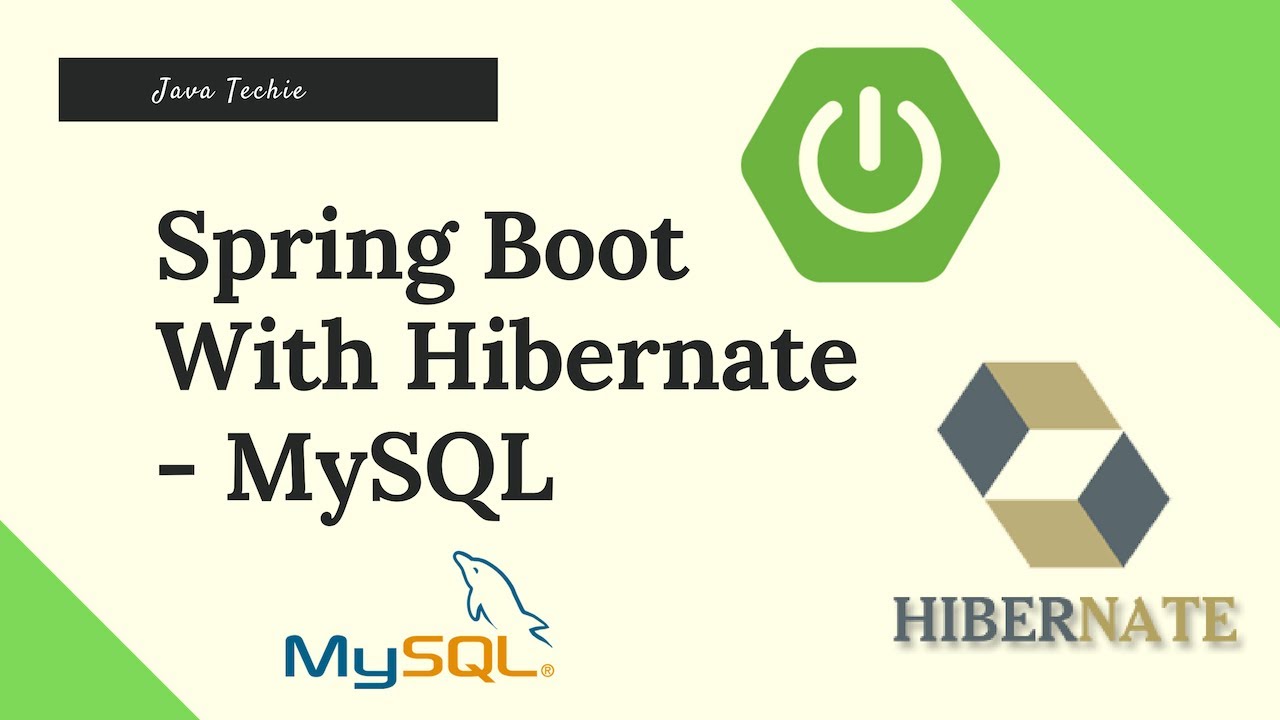 Java Techie
Spring Boot
With Hibernate
- MySQL
MySQL®
HIBERNATE